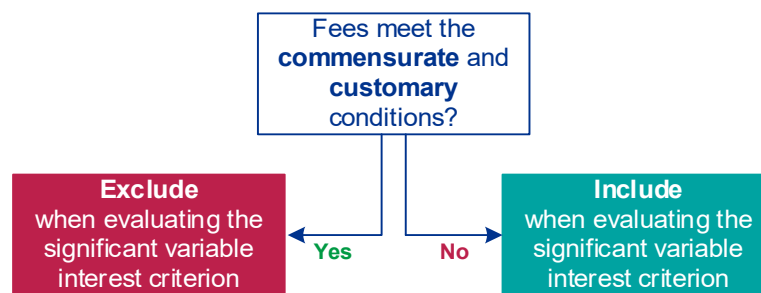 Fees meet the
commensurate and
customary
conditions?
Exclude
when evaluating the
significant variable
interest criterion
Yes
No
Include
when evaluating the
significant variable
interest criterion